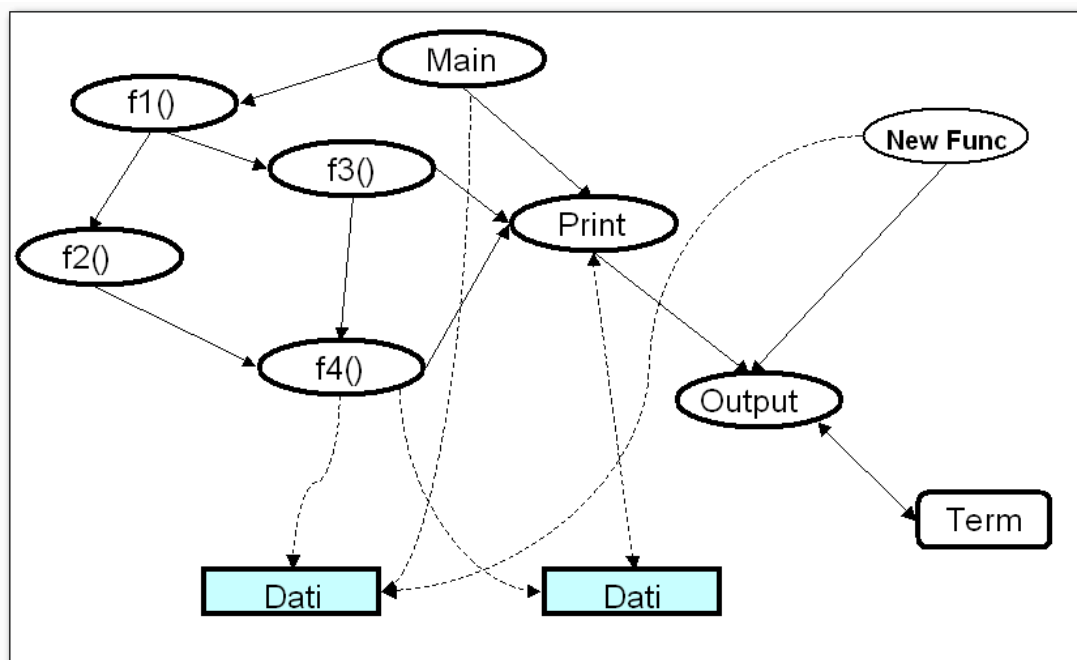 Main
f1()
New Func
f3()
Print
f2()
f4()
Output
Term
Dati
Dati